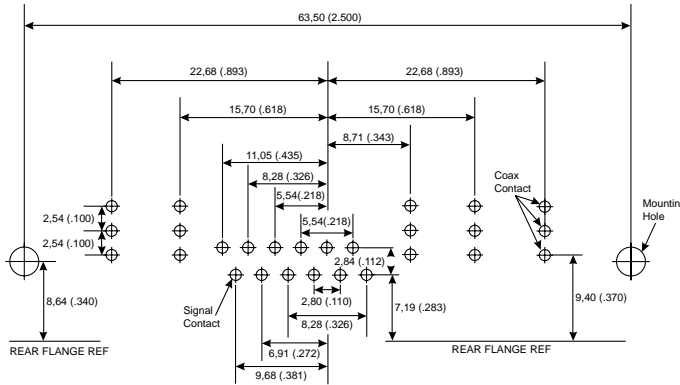 63,50 (2.500)
22,68 (.893)
22,68 (.893)
15,70 (.618)
15,70 (.618)
8,71 (.343)
11,05 (.435)
8,28 (.326)
5,54(.218)
5,54(.218)
Coax
Contact
Mountin
Hole
2,54 (.100)
2,54 (.100)
2,84 (.112)
8,64 (.340)
Signal
Contact
2,80 (.110)
7,19 (.283)
9,40 (.370)
8,28 (.326)
REAR FLANGE REF
REAR FLANGE REF
6,91 (.272)
9,68 (.381)